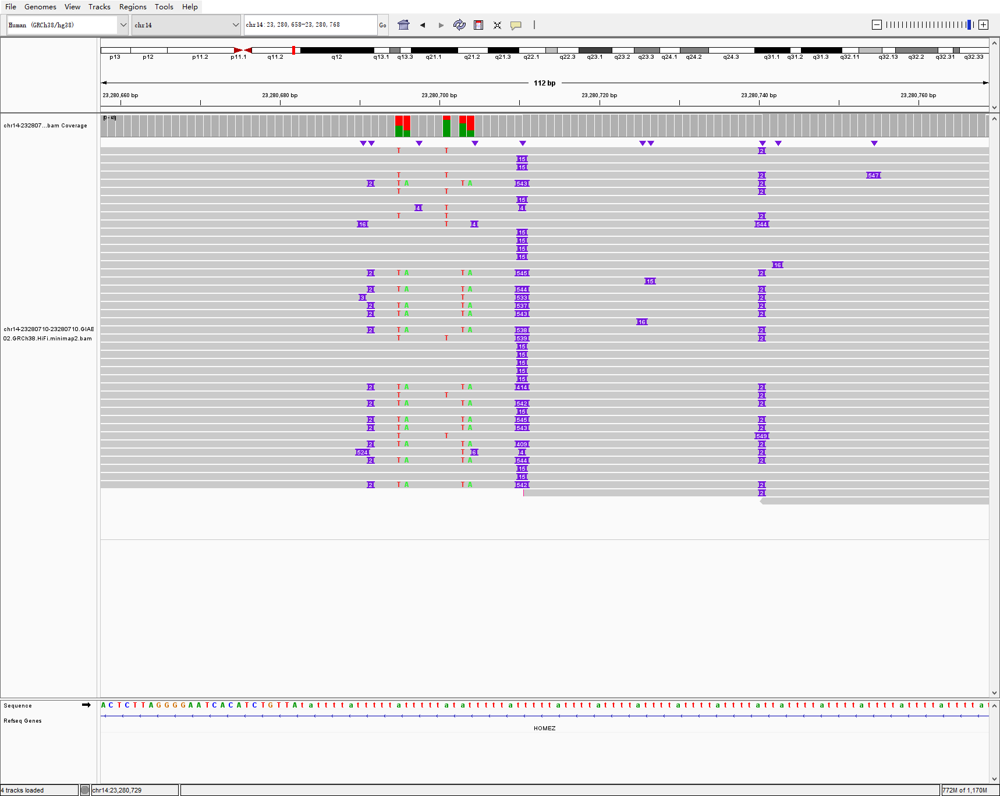 File Genomes View Tracks Regions Tools Help
Human (GRCh38/hg38) chr14 chr14:23,280,658-23,280,768 Go
p13 p12 p11.2 p11.1 q11.2 q12 q13.1 q13.3 q21.1 q21.2 q21.3 q22.1 q22.3 q23.1 q23.2 q23.3 q24.1 q24.2 q24.3 q31.1 q31.2 q31.3 q32.11 q32.13 q32.2 q32.31 q32.33
112 bp
23,280,660 bp 23,280,680 bp 23,280,700 bp 23,280,720 bp 23,280,740 bp 23,280,760 bp
chr14-232807...bam Coverage
[0 - 45]
T T 2
15
15
T T 2 547
2 T A T A 543 2
T T 2
15
4 T 4
T T 2
16 T 4 544
15
15
15
15
16
2 T A T A 545 2
15
2 T A T A 544 2
3 T 533 2
2 T A T A 537 2
2 T A T A 543 2
16
chr14-23280710-23280710.GIAB
2 T A T A 538 2
02.GRCh38.HiFi.minimap2.bam
T T 539 2
15
15
15
15
15
2 T A T A 414 2
T T 2
2 T A T A 542 2
15
2 T A T A 545 2
2 T A T A 543 2
T T 549
2 T A T A 409 2
524 T 6 4 2
2 T A T A 544 2
15
15
2 T A T A 542 2
2
Sequence A C T C T T A G G G G A A T C A C A T C T G T T A t a t t t t a t t t t t a t t t t t a t a t t t t a t t t t t a t t t t a t t t t a t t t t a t t t t a t t a t t t t a t t t t a t t t t a t t t t a t t t t a t
Refseq Genes
HOMEZ
4 tracks loaded chr14:23,280,729 772M of 1,170M